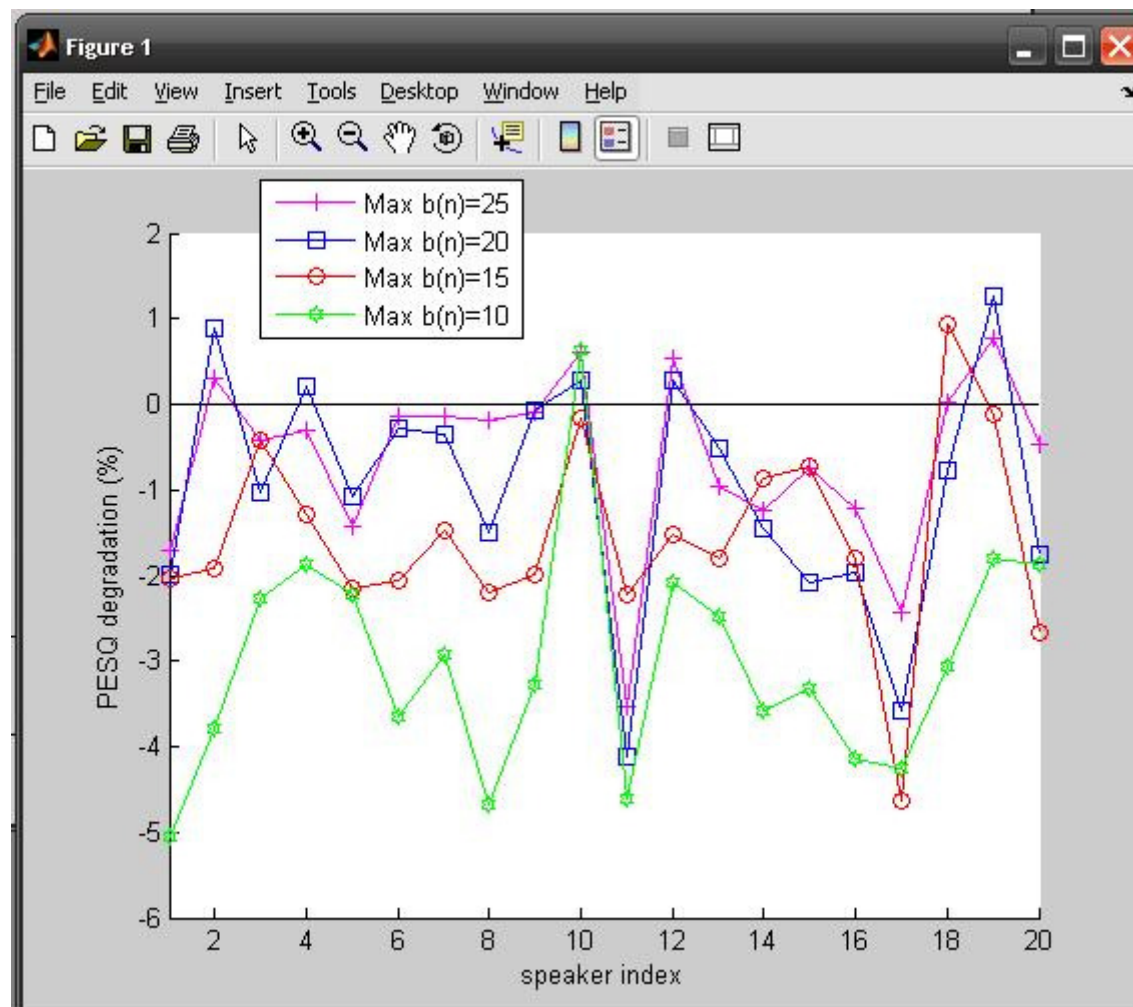 Figure 1
File Edit View Insert Tools Desktop Window Help
Max b(n)=25
Max b(n)=20
Max b(n)=15
Max b(n)=10
2
1
0
-1
-2
-3
-4
-5
-6
PESQ degradation (%)
2 4 6 8 10 12 14 16 18 20
speaker index